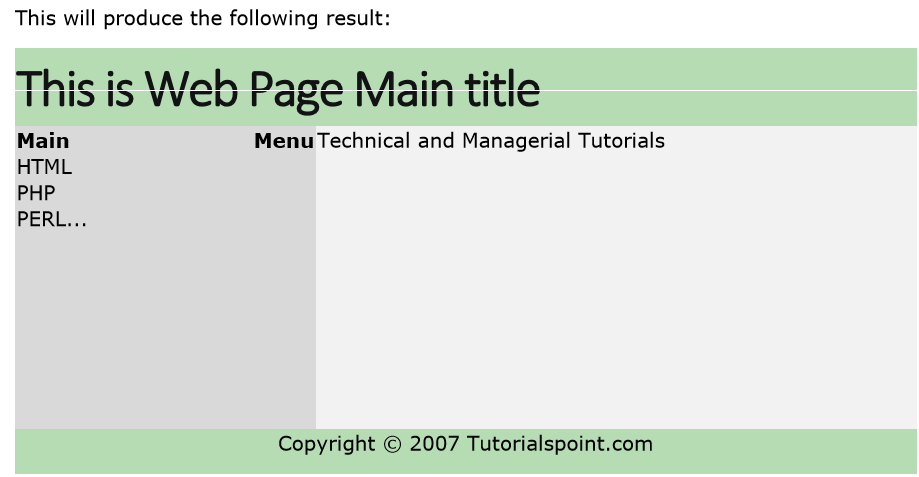 This will produce the following result:
This is Web Page Main title
Main Menu Technical and Managerial Tutorials
HTML
PHP
PERL...
Copyright © 2007 Tutorialspoint.com